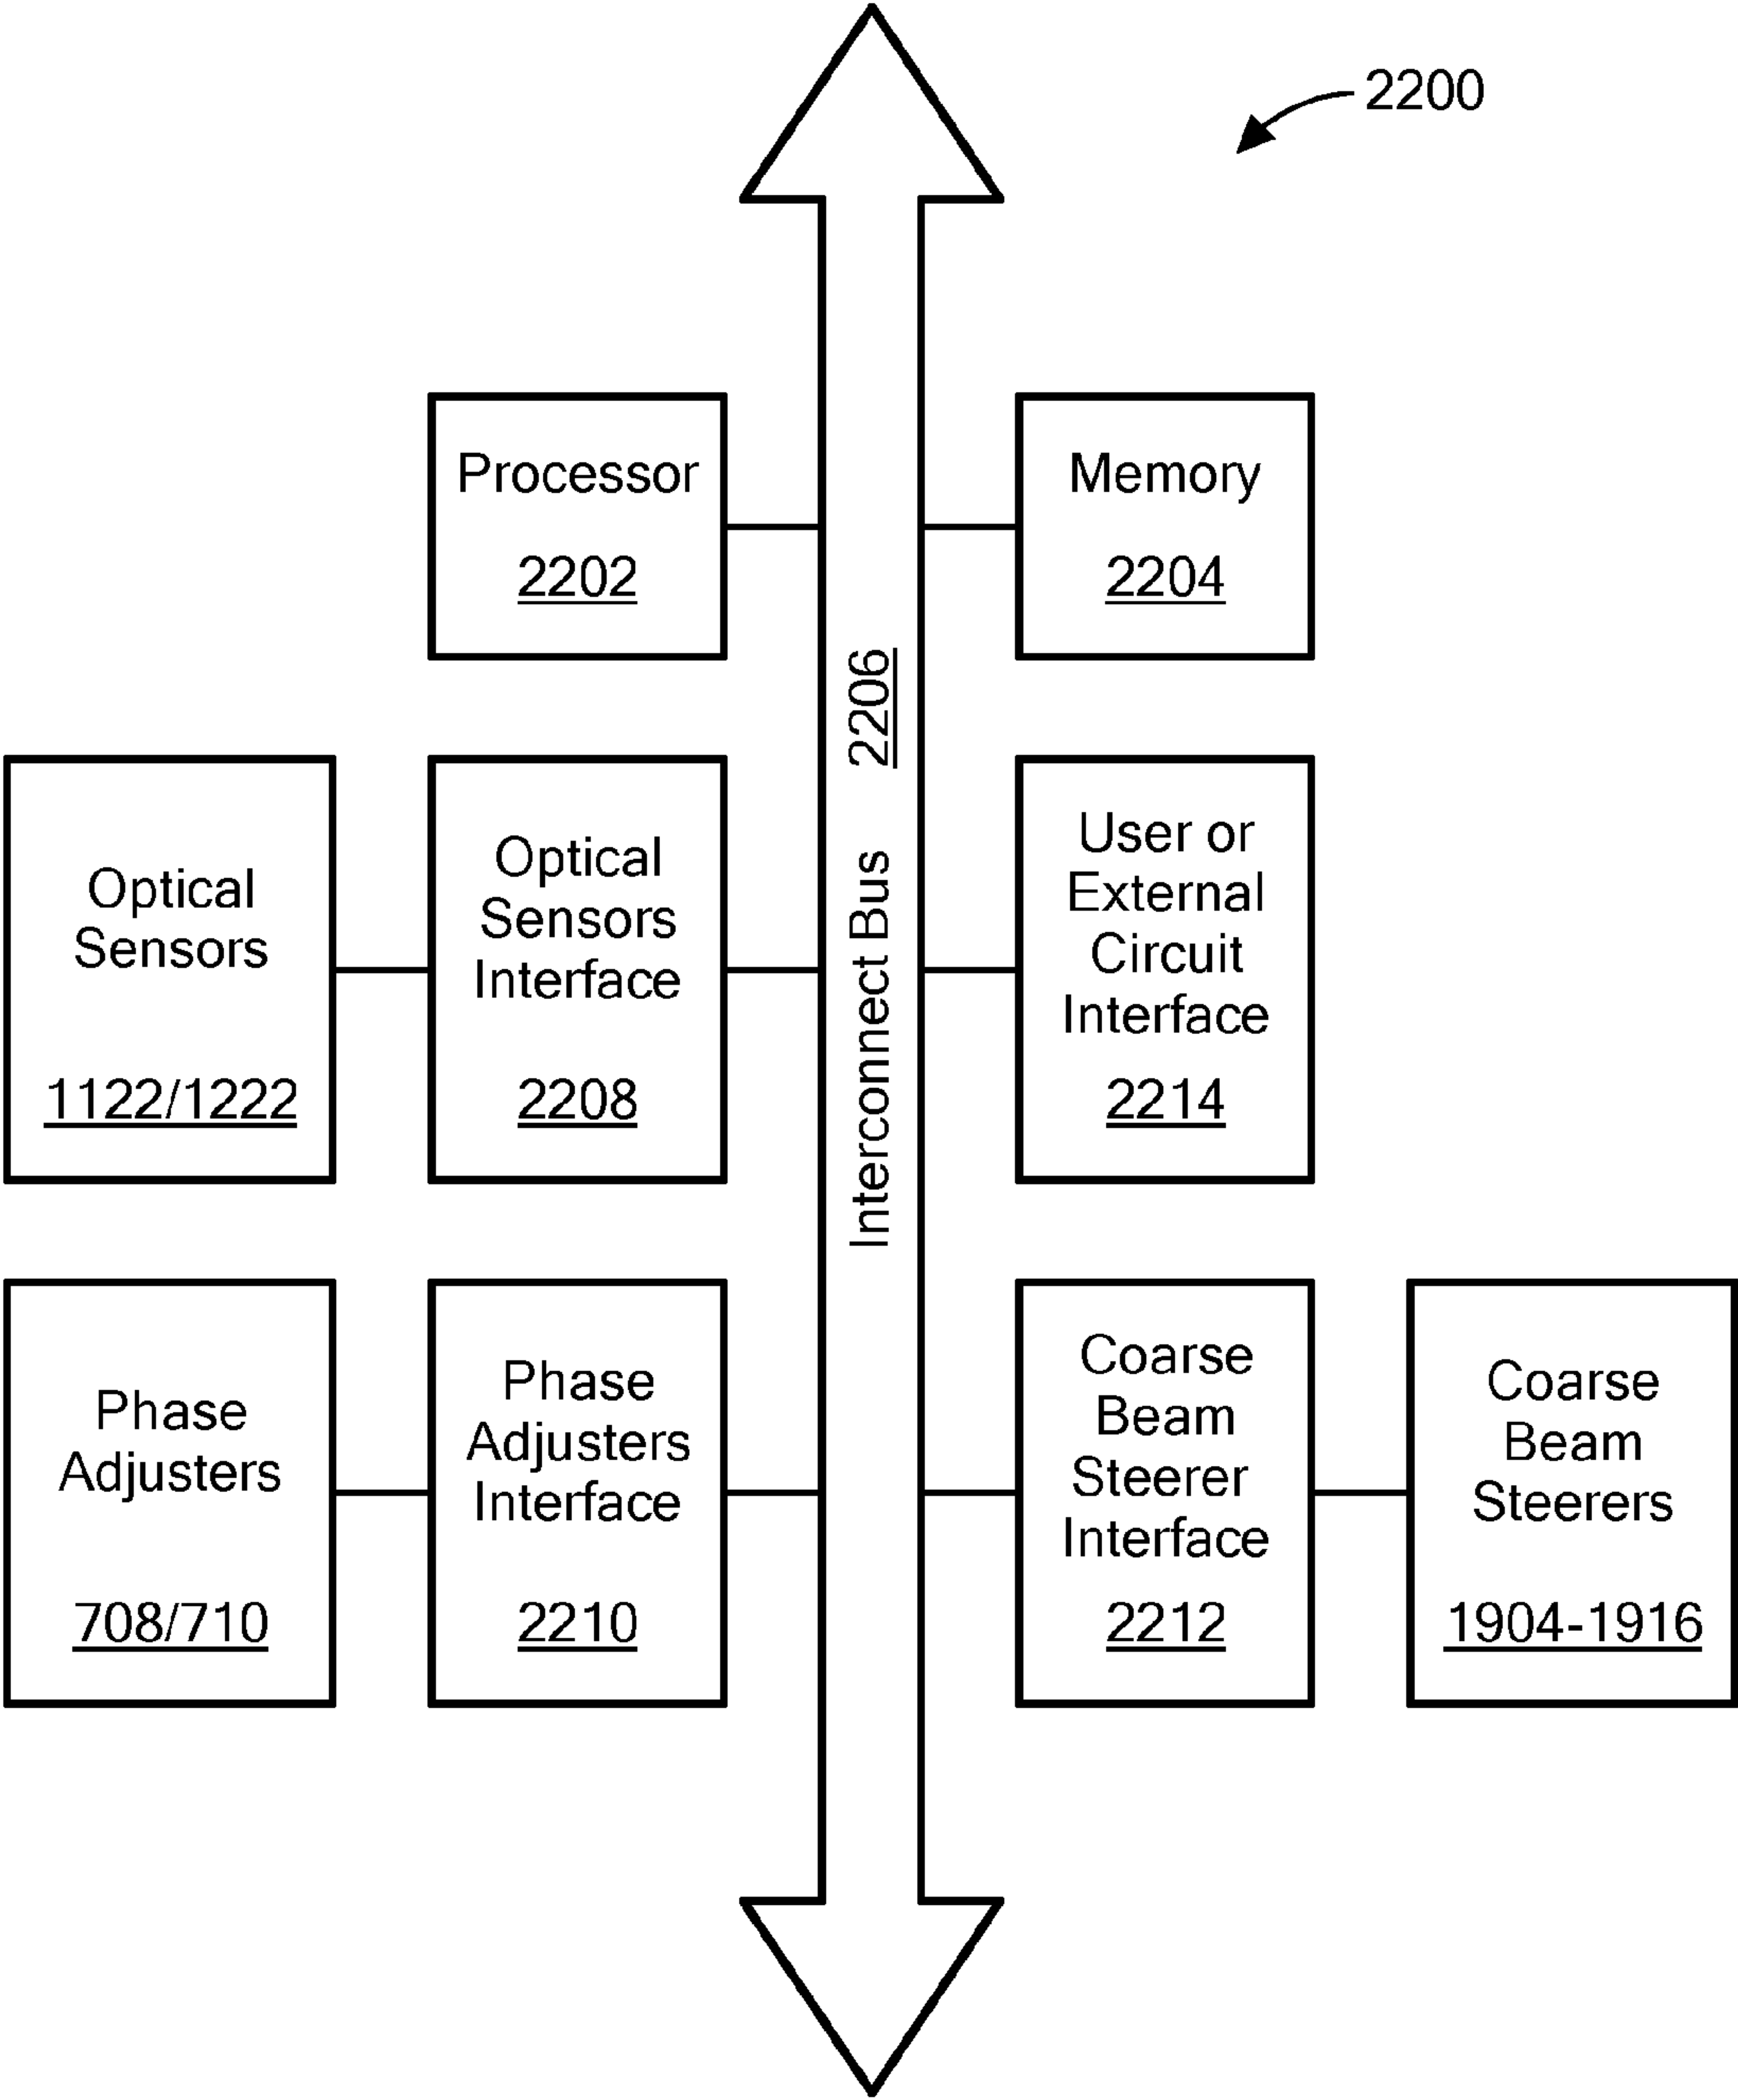 2200
Processor
2202
Memory
2204
Interconnect Bus 2206
Optical
Sensors
1122/1222
Optical
Sensors
Interface
2208
User or
External
Circuit
Interface
2214
Phase
Adjusters
708/710
Phase
Adjusters
Interface
2210
Coarse
Beam
Steerer
Interface
2212
Coarse
Beam
Steerers
1904-1916